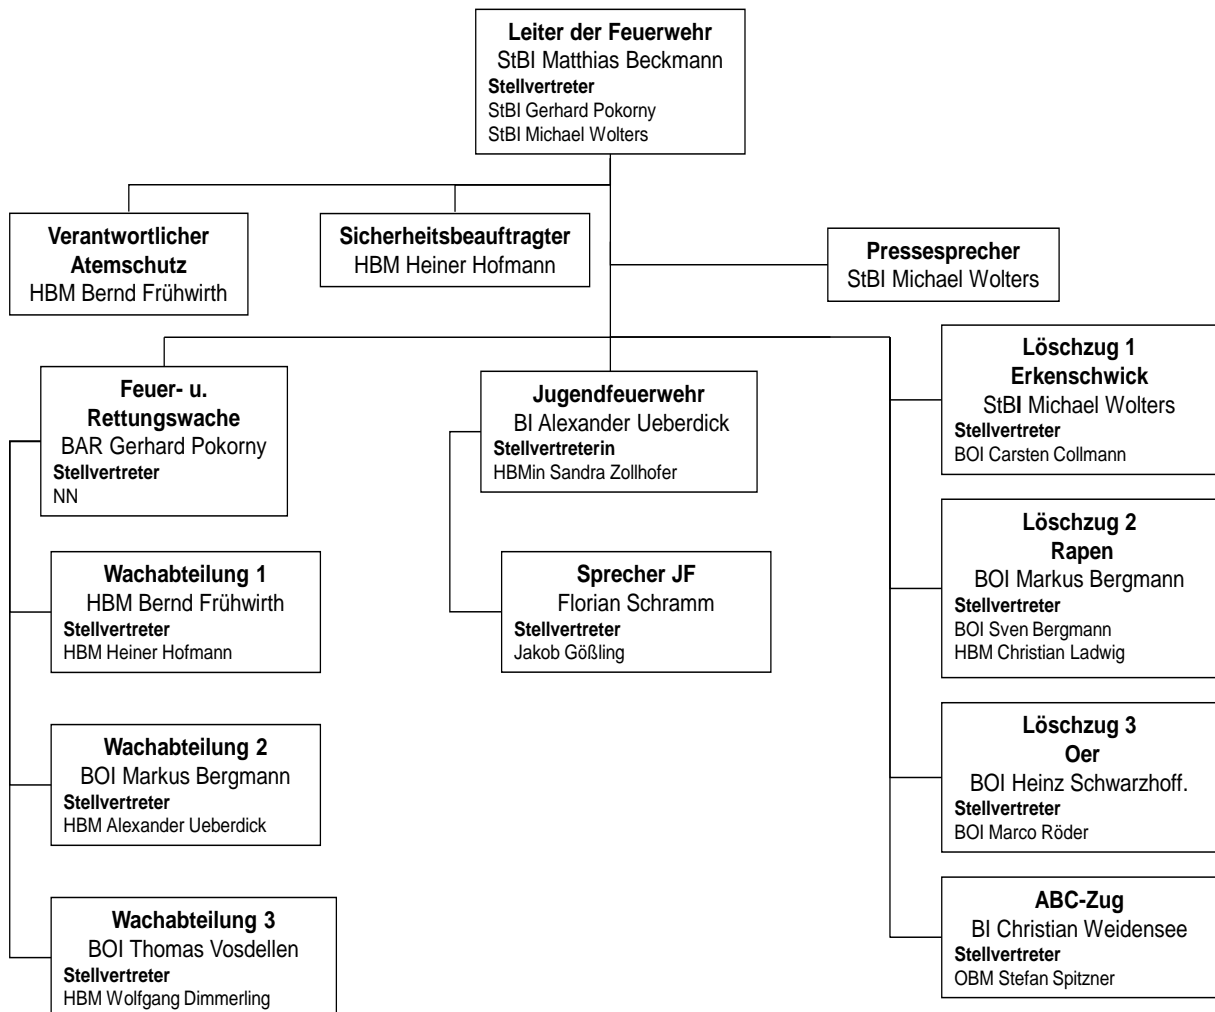 Leiter der Feuerwehr
StBI Matthias Beckmann
Stellvertreter
StBI Gerhard Pokorny
StBI Michael Wolters
Verantwortlicher
Atemschutz
HBM Bernd Frühwirth
Sicherheitsbeauftragter
HBM Heiner Hofmann
Pressesprecher
StBI Michael Wolters
Feuer- u.
Rettungswache
BAR Gerhard Pokorny
Stellvertreter
NN
Wachabteilung 1
HBM Bernd Frühwirth
Stellvertreter
HBM Heiner Hofmann
Wachabteilung 2
BOI Markus Bergmann
Stellvertreter
HBM Alexander Ueberdick
Wachabteilung 3
BOI Thomas Vosdellen
Stellvertreter
HBM Wolfgang Dimmerling
Jugendfeuerwehr
BI Alexander Ueberdick
Stellvertreterin
HBMin Sandra Zollhofer
Sprecher JF
Florian Schramm
Stellvertreter
Jakob Gößling
Löschzug 1
Erkenschwick
StBI Michael Wolters
Stellvertreter
BOI Carsten Collmann
Löschzug 2
Rapen
BOI Markus Bergmann
Stellvertreter
BOI Sven Bergmann
HBM Christian Ladwig
Löschzug 3
Oer
BOI Heinz Schwarzhoff.
Stellvertreter
BOI Marco Röder
ABC-Zug
BI Christian Weidensee
Stellvertreter
OBM Stefan Spitzner